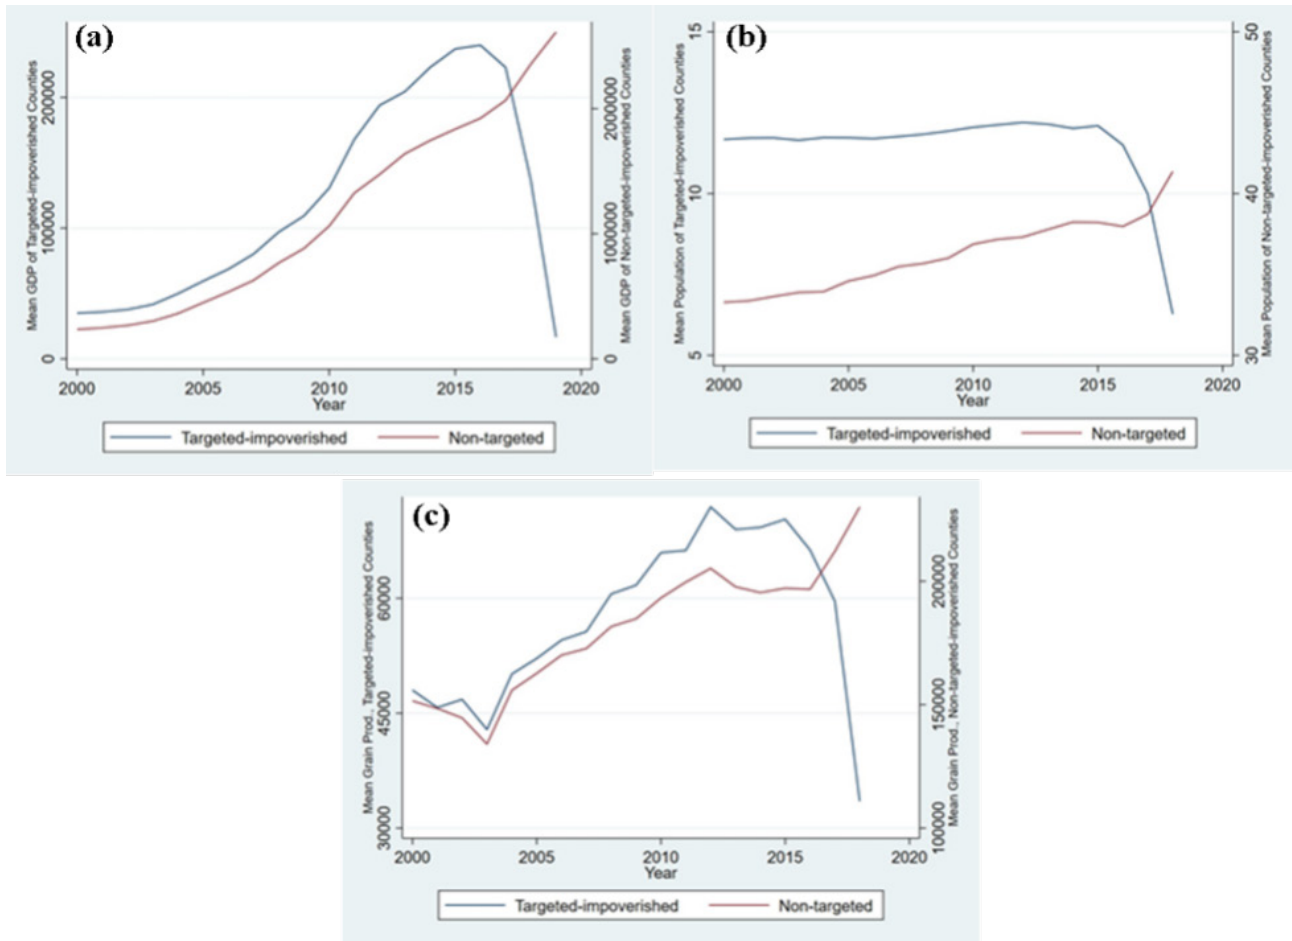 (a)
Mean GDP of Targeted-impoverished Counties
200000
100000
0
Mean GDP of Non-targeted-impoverished Counties
2000000
1000000
0
2000 2005 2010 2015 2020
Year
Targeted-impoverished Non-targeted
(b)
Mean Population of Targeted-impoverished Counties
15
10
5
Mean Population of Non-targeted-impoverished Counties
50
40
30
2000 2005 2010 2015 2020
Year
Targeted-impoverished Non-targeted
(c)
Mean Grain Prod., Targeted-impoverished Counties
60000
45000
30000
Mean Grain Prod., Non-targeted-impoverished Counties
200000
150000
100000
2000 2005 2010 2015 2020
Year
Targeted-impoverished Non-targeted